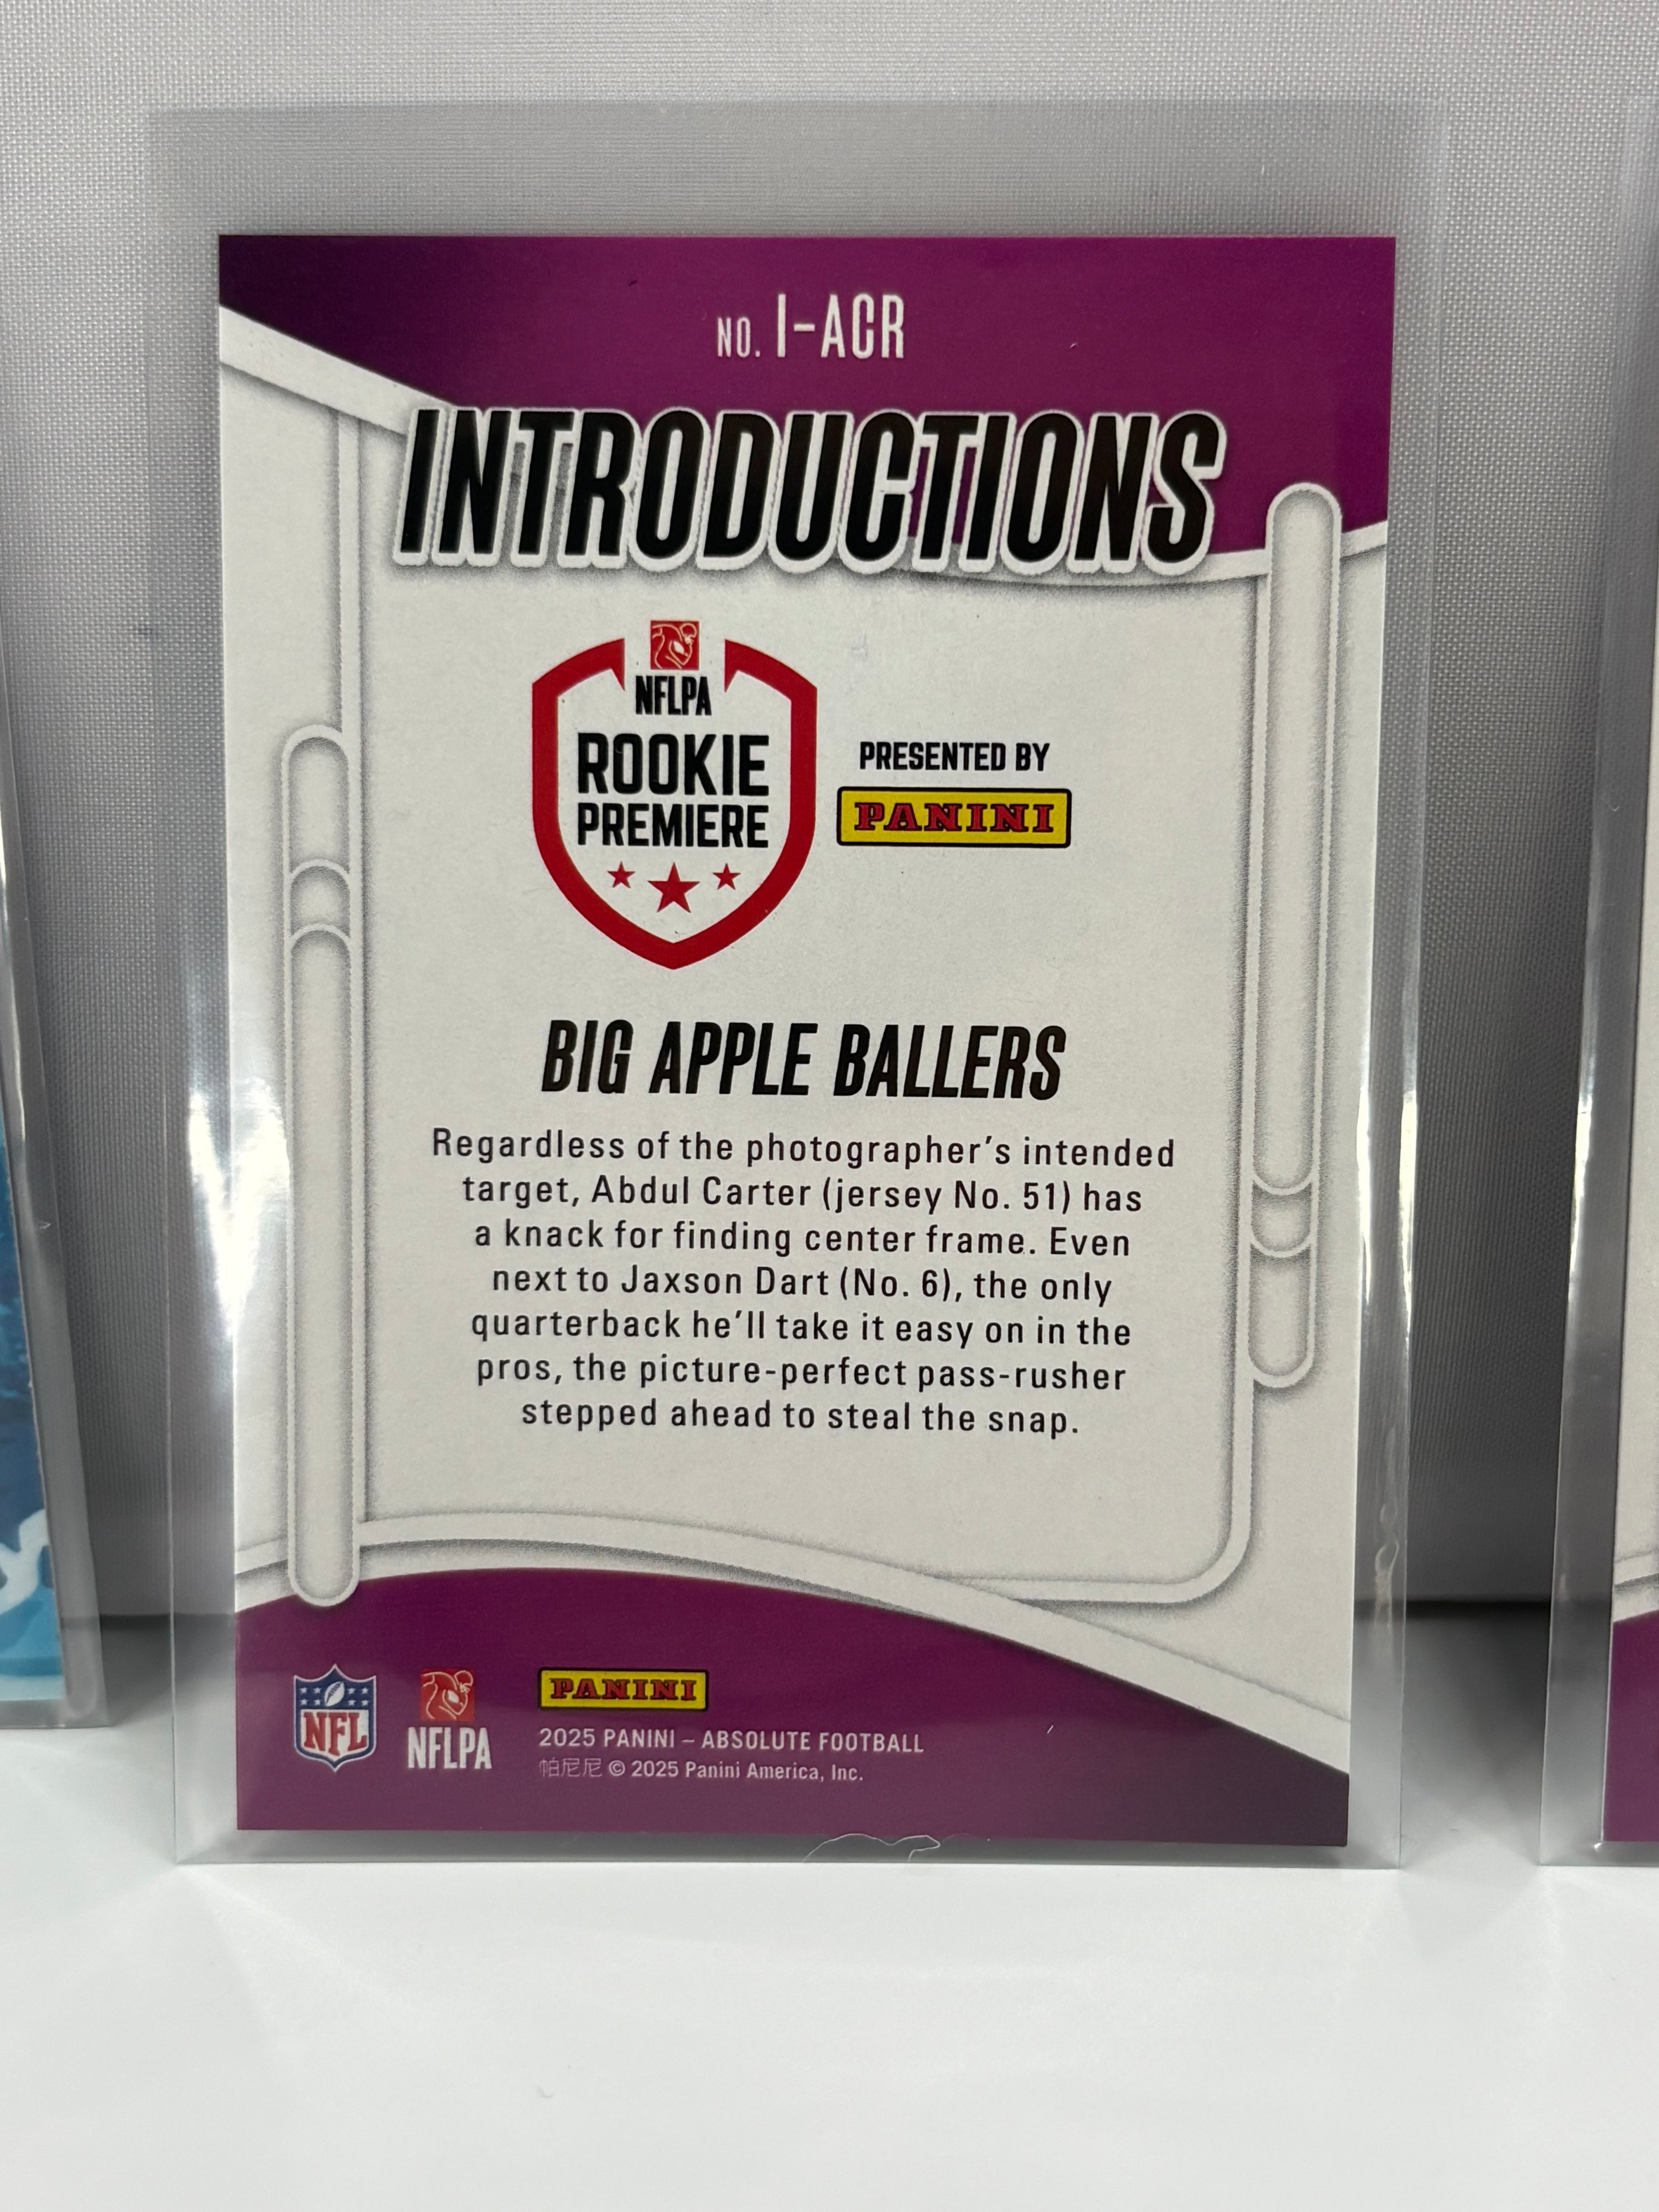 NO. I-ACR
INTRODUCTIONS
NFLPA
ROOKIE
PREMIERE
PRESENTED BY
PANINI
BIG APPLE BALLERS
Regardless of the photographer's intended
target, Abdul Carter (jersey No. 51) has
a knack for finding center frame. Even
next to Jaxson Dart (No. 6), the only
quarterback he'll take it easy on in the
pros, the picture-perfect pass-rusher
stepped ahead to steal the snap.
NFL
NFLPA
PANINI
2025 PANINI – ABSOLUTE FOOTBALL
帕尼尼 © 2025 Panini America, Inc.